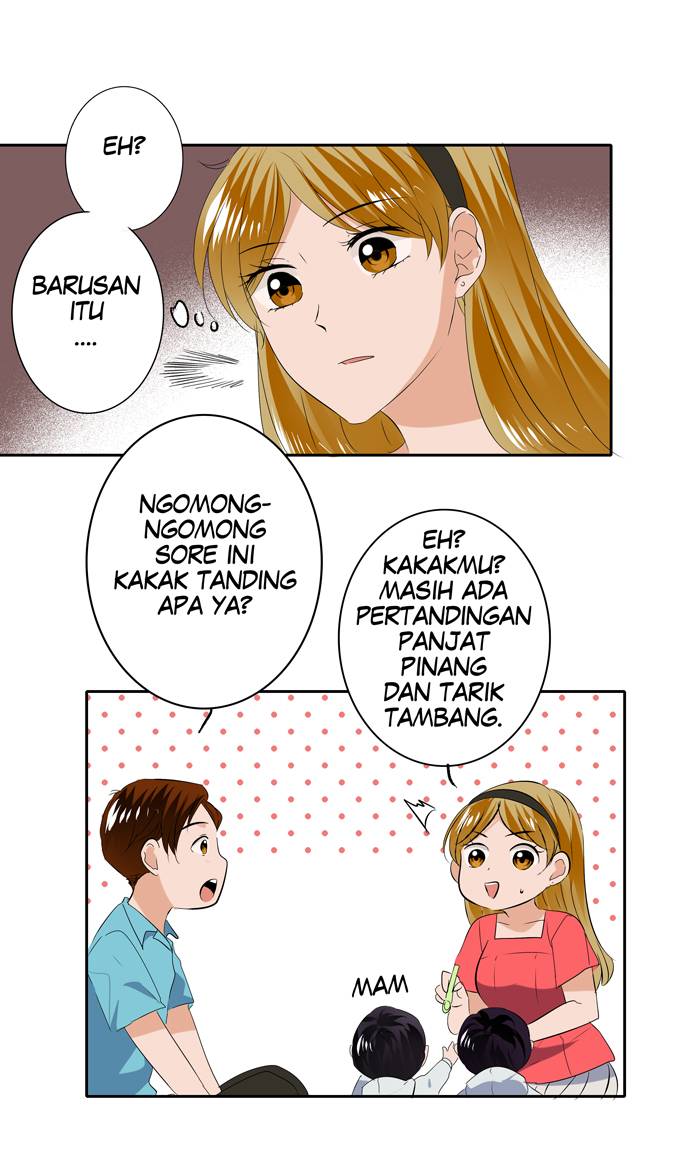 EH?
BARUSAN
ITU
....
NGOMONG-
NGOMONG
SORE INI
KAKAK TANDING
APA YA?
EH?
KAKAKMU?
MASIH ADA
PERTANDINGAN
PANJAT
PINANG
DAN TARIK
TAMBANG.
MAM